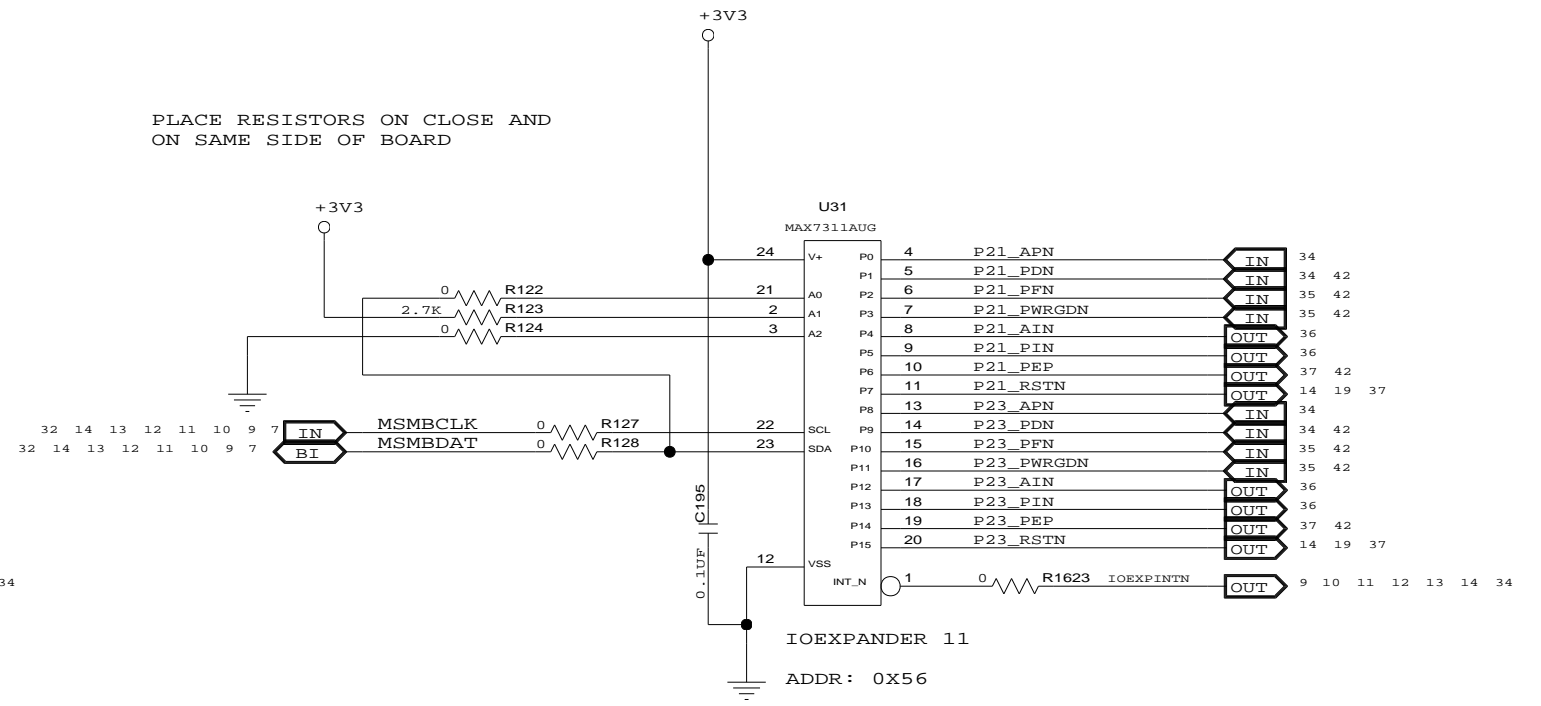 +3V3
PLACE RESISTORS ON CLOSE AND
ON SAME SIDE OF BOARD
+3V3
U31
MAX7311AUG
24 V+ P0 4 P21_APN IN 34
P1 5 P21_PDN IN 34 42
0 R122 21 A0 P2 6 P21_PFN IN 35 42
2.7K R123 2 A1 P3 7 P21_PWRGDN IN 35 42
0 R124 3 A2 P4 8 P21_AIN OUT 36
P5 9 P21_PIN OUT 36
P6 10 P21_PEP OUT 37 42
P7 11 P21_RSTN OUT 14 19 37
P8 13 P23_APN IN 34
32 14 13 12 11 10 9 7 IN MSMBCLK 0 R127 22 SCL P9 14 P23_PDN IN 34 42
32 14 13 12 11 10 9 7 BI MSMBDAT 0 R128 23 SDA P10 15 P23_PFN IN 35 42
P11 16 P23_PWRGDN IN 35 42
P12 17 P23_AIN OUT 36
P13 18 P23_PIN OUT 36
P14 19 P23_PEP OUT 37 42
P15 20 P23_RSTN OUT 14 19 37
C195
0.1UF
12 VSS
34
INT_N 1 0 R1623 IOEXPINTN OUT 9 10 11 12 13 14 34
IOEXPANDER 11
ADDR: 0X56